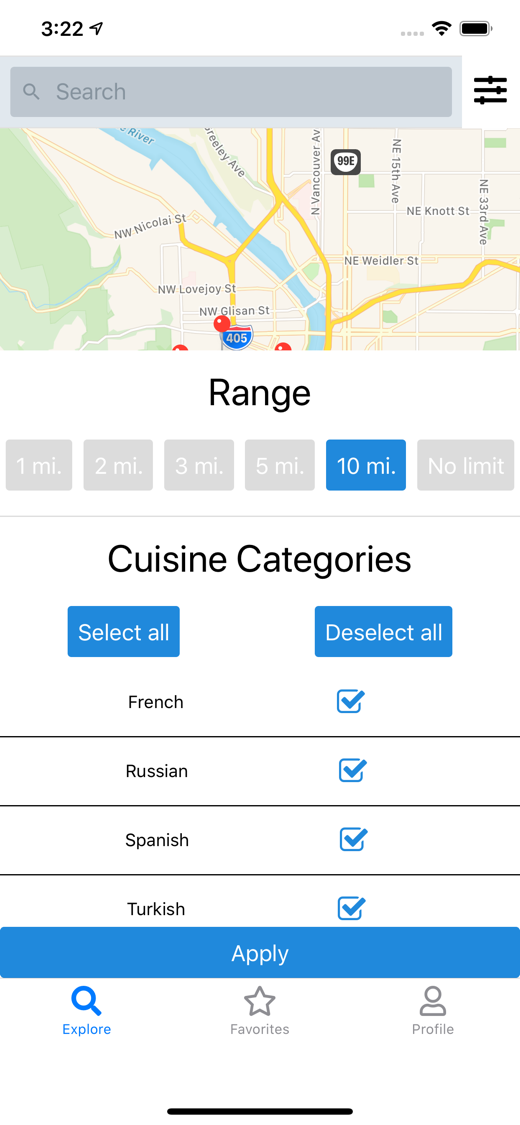 3:22
Search
River
Greeley Ave
N Vancouver Av
99E
NE 15th Ave
NE 33rd Ave
NE Knott St
NW Nicolai St
NE Weidler St
NW Lovejoy St
NW Glisan St
405
Range
1 mi. 2 mi. 3 mi. 5 mi. 10 mi. No limit
Cuisine Categories
Select all Deselect all
French
Russian
Spanish
Turkish
Apply
Explore Favorites Profile